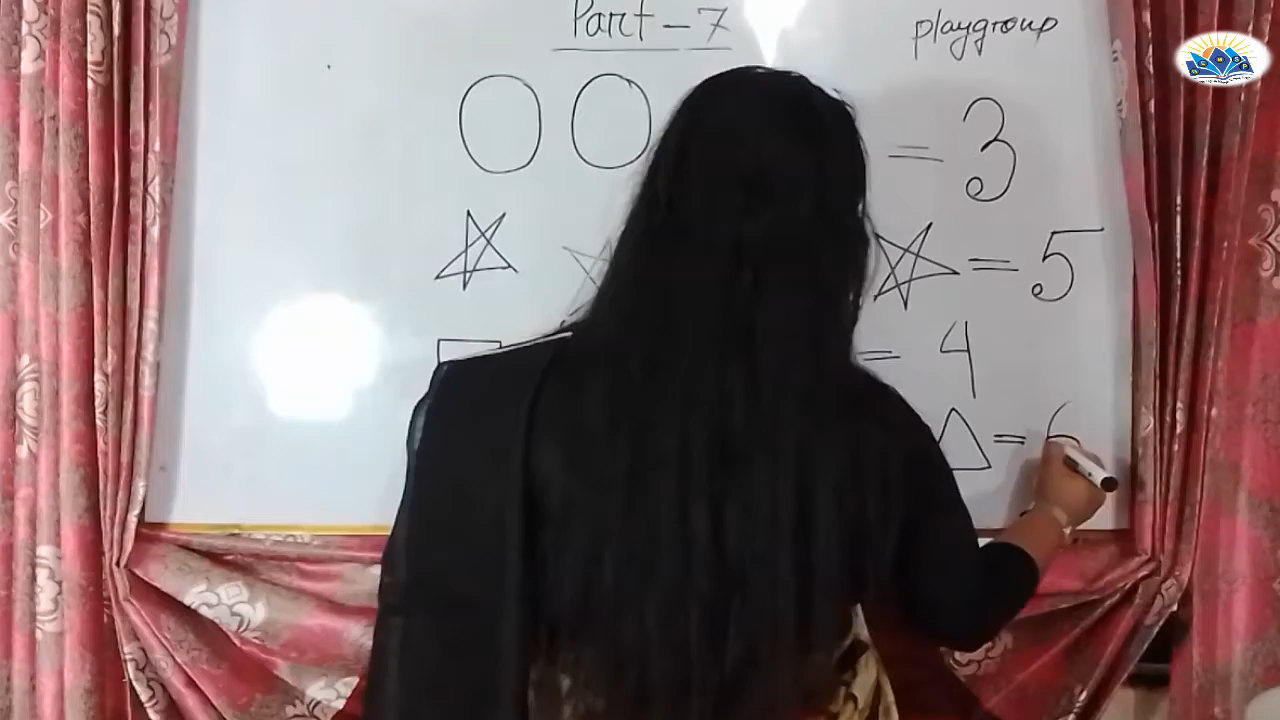 Part - 7
playgroup
= 3
= 5
= 4
= 6